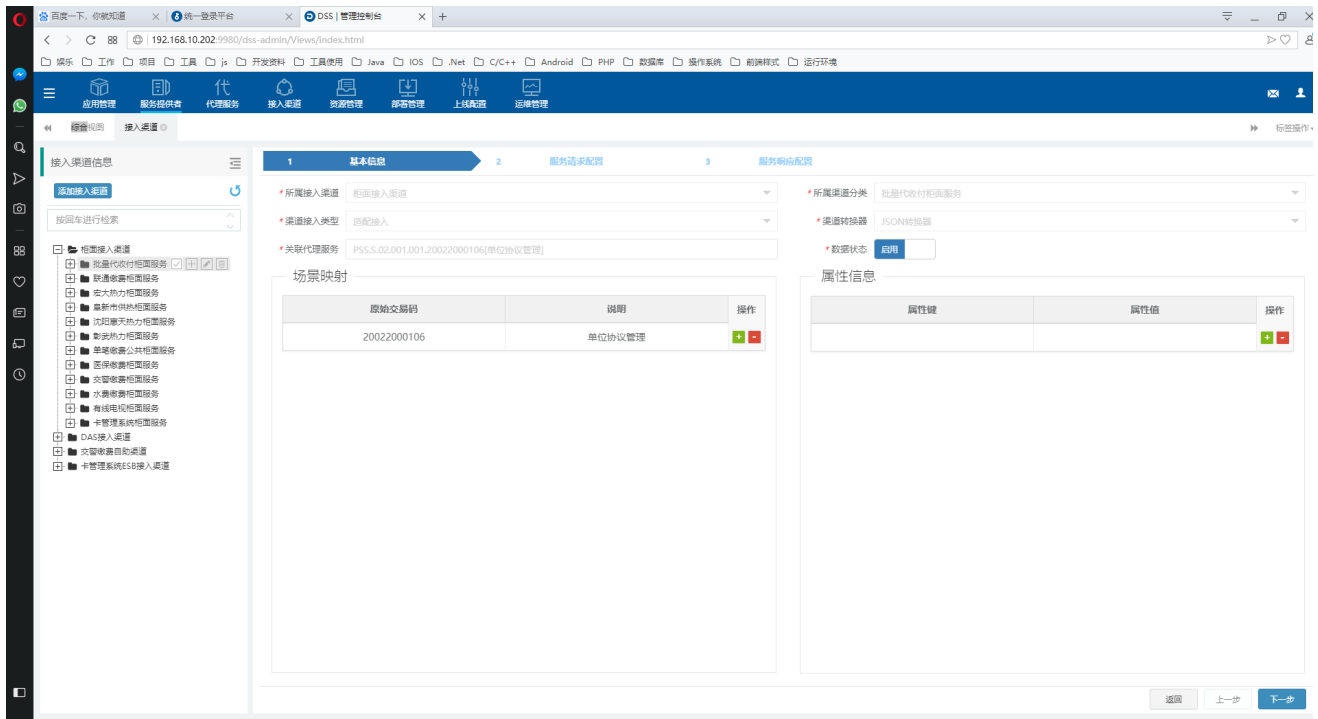 百度一下，你就知道 统一登录平台 DSS | 管理控制台
88 192.168.10.202:9980/dss-admin/Views/index.html
娱乐 工作 项目 工具 js 开发资料 工具使用 Java IOS .Net C/C++ Android PHP 数据库 操作系统 前端样式 运行环境
应用管理 服务提供者 代理服务 接入渠道 资源管理 部署管理 上线配置 运维管理
综合视图 接入渠道 标签操作
接入渠道信息
1 基本信息 2 服务请求配置 3 服务响应配置
添加接入渠道
按回车进行检索
* 所属接入渠道 柜面接入渠道 * 所属渠道分类 批量代收付柜面服务
* 渠道接入类型 适配接入 * 渠道转换器 JSON转换器
* 关联代理服务 PSS.S.02.001.001.20022000106[单位协议管理] * 数据状态 启用
柜面接入渠道
批量代收付柜面服务
联通缴费柜面服务
宏大热力柜面服务
阜新市供热柜面服务
沈阳惠天热力柜面服务
彰武热力柜面服务
单笔缴费公共柜面服务
医保缴费柜面服务
交警缴费柜面服务
水费缴费柜面服务
有线电视柜面服务
卡管理系统柜面服务
DAS接入渠道
交警缴费自助渠道
卡管理系统ESB接入渠道
场景映射
原始交易码 说明 操作
20022000106 单位协议管理
属性信息
属性键 属性值 操作
返回 上一步 下一步